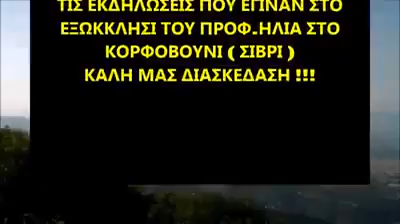 ΤΙΣ ΕΚΔΗΛΩΣΕΙΣ ΠΟΥ ΕΓΙΝΑΝ ΣΤΟ
ΕΞΩΚΚΛΗΣΙ ΤΟΥ ΠΡΟΦ.ΗΛΙΑ ΣΤΟ
ΚΟΡΦΟΒΟΥΝΙ ( ΣΙΒΡΙ )
ΚΑΛΗ ΜΑΣ ΔΙΑΣΚΕΔΑΣΗ !!!